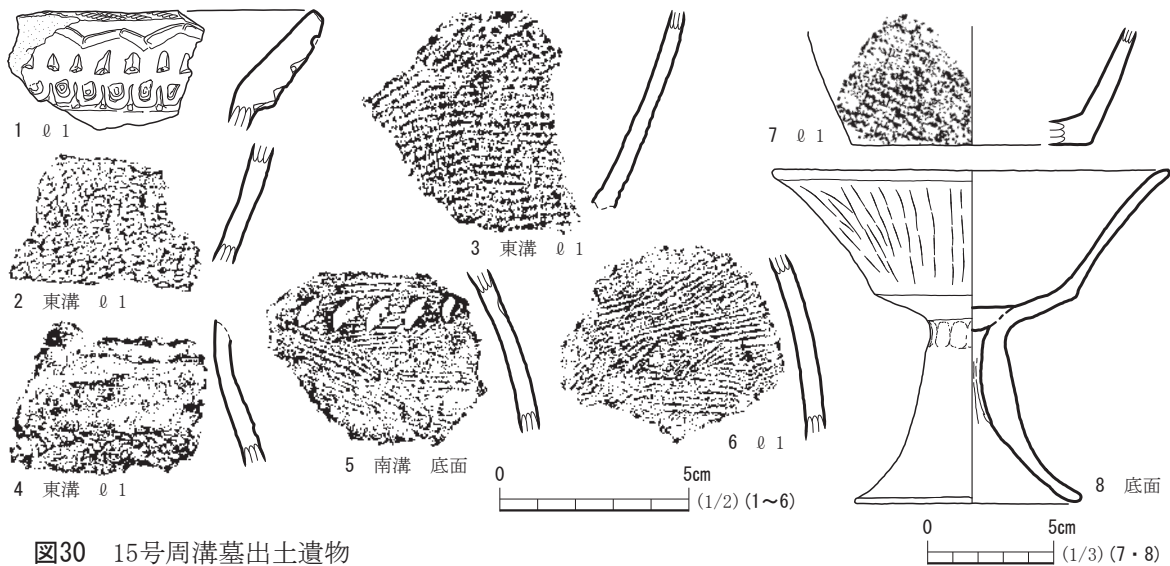 1 ℓ 1
2 東溝 ℓ 1
3 東溝 ℓ 1
4 東溝 ℓ 1
5 南溝 底面
6 ℓ 1
7 ℓ 1
8 底面
0 5cm
(1/2) (1〜6)
0 5cm
(1/3) (7・8)
図30 15号周溝墓出土遺物